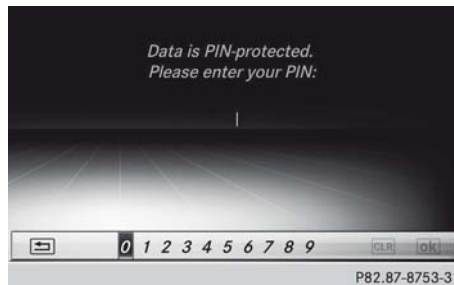 Data is PIN-protected.
Please enter your PIN:
0 1 2 3 4 5 6 7 8 9 CLR ok
P82.87-8753-31